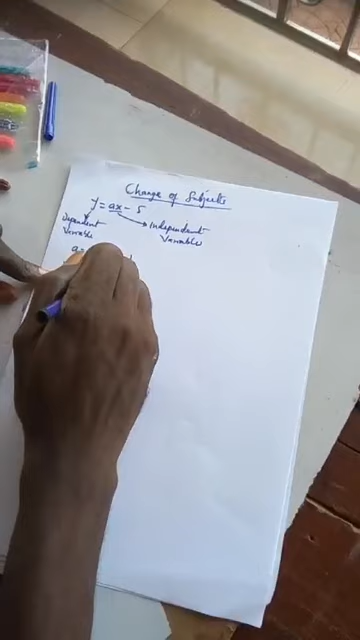 Change of Subjects
y = ax - 5
Dependent Variable
Independent Variable
a =